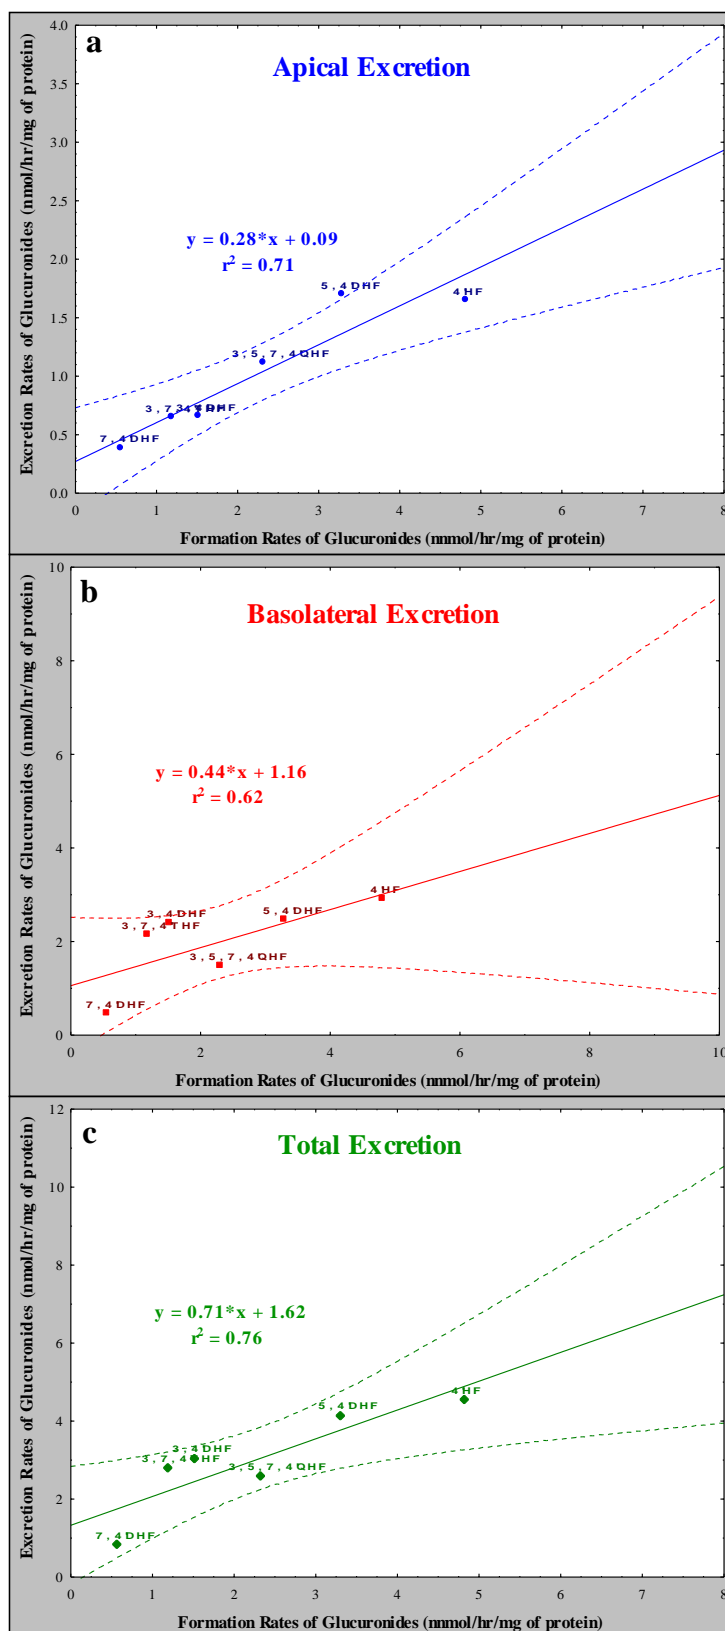 a
Apical Excretion
Excretion Rates of Glucuronides (nmol/hr/mg of protein)
4.0
3.5
3.0
2.5
2.0
1.5
1.0
0.5
0.0
y = 0.28*x + 0.09
r² = 0.71
5,4DHF
4HF
3,5,7,4QHF
7,4DHF
0 1 2 3 4 5 6 7 8
Formation Rates of Glucuronides (nnmol/hr/mg of protein)
b
Basolateral Excretion
Excretion Rates of Glucuronides (nmol/hr/mg of protein)
10
8
6
4
2
0
y = 0.44*x + 1.16
r² = 0.62
4HF
3,4DHF
5,4DHF
3,7,4THF
3,5,7,4QHF
7,4DHF
0 2 4 6 8 10
Formation Rates of Glucuronides (nnmol/hr/mg of protein)
c
Total Excretion
Excretion Rates of Glucuronides (nmol/hr/mg of protein)
12
10
8
6
4
2
0
y = 0.71*x + 1.62
r² = 0.76
4HF
5,4DHF
3,4DHF
3,5,7,4QHF
7,4DHF
0 1 2 3 4 5 6 7 8
Formation Rates of Glucuronides (nnmol/hr/mg of protein)